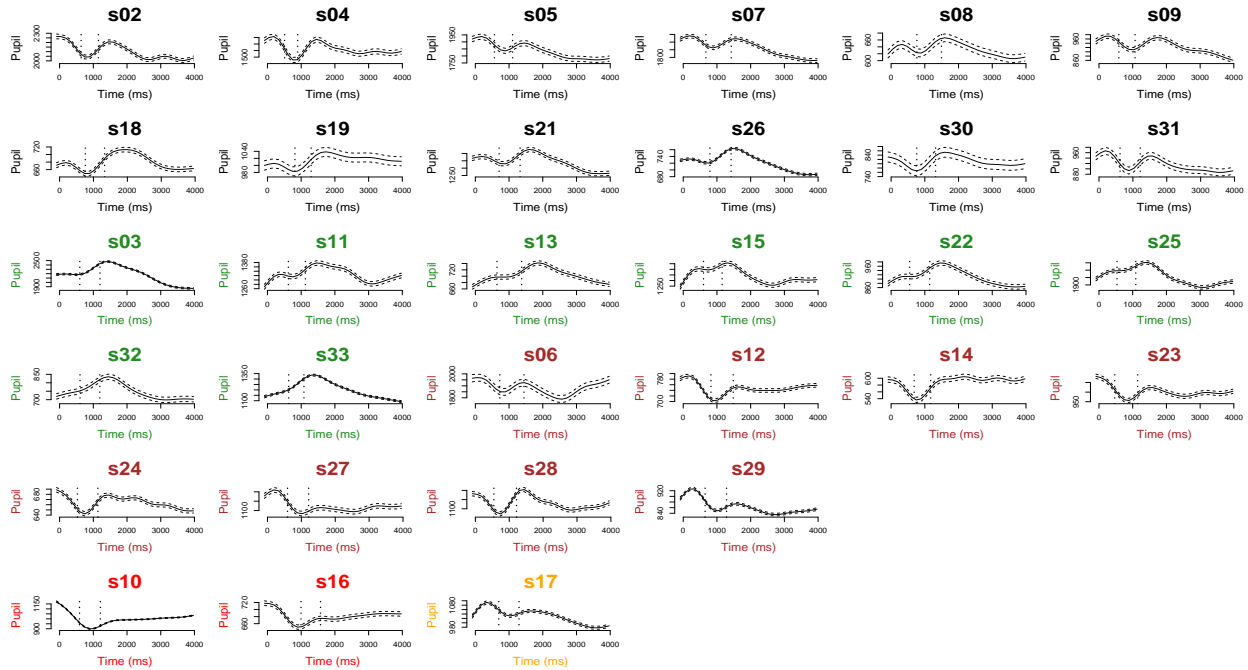 s02 s04 s05 s07 s08 s09
Pupil 2000 2300 Pupil 1500 Pupil 1750 1950 Pupil 1800 Pupil 600 660 Pupil 860 960
0 1000 2000 3000 4000 0 1000 2000 3000 4000 0 1000 2000 3000 4000 0 1000 2000 3000 4000 0 1000 2000 3000 4000 0 1000 2000 3000 4000
Time (ms) Time (ms) Time (ms) Time (ms) Time (ms) Time (ms)
s18 s19 s21 s26 s30 s31
Pupil 660 720 Pupil 980 1040 Pupil 1250 Pupil 680 740 Pupil 740 840 Pupil 880 960
0 1000 2000 3000 4000 0 1000 2000 3000 4000 0 1000 2000 3000 4000 0 1000 2000 3000 4000 0 1000 2000 3000 4000 0 1000 2000 3000 4000
Time (ms) Time (ms) Time (ms) Time (ms) Time (ms) Time (ms)
s03 s11 s13 s15 s22 s25
Pupil 1900 2500 Pupil 1260 1380 Pupil 660 720 Pupil 1250 Pupil 860 960 Pupil 1900
0 1000 2000 3000 4000 0 1000 2000 3000 4000 0 1000 2000 3000 4000 0 1000 2000 3000 4000 0 1000 2000 3000 4000 0 1000 2000 3000 4000
Time (ms) Time (ms) Time (ms) Time (ms) Time (ms) Time (ms)
s32 s33 s06 s12 s14 s23
Pupil 700 850 Pupil 1100 1350 Pupil 1800 2000 Pupil 700 780 Pupil 540 600 Pupil 950
0 1000 2000 3000 4000 0 1000 2000 3000 4000 0 1000 2000 3000 4000 0 1000 2000 3000 4000 0 1000 2000 3000 4000 0 1000 2000 3000 4000
Time (ms) Time (ms) Time (ms) Time (ms) Time (ms) Time (ms)
s24 s27 s28 s29
Pupil 640 680 Pupil 1100 Pupil 1100 Pupil 840 920
0 1000 2000 3000 4000 0 1000 2000 3000 4000 0 1000 2000 3000 4000 0 1000 2000 3000 4000
Time (ms) Time (ms) Time (ms) Time (ms)
s10 s16 s17
Pupil 900 1150 Pupil 660 720 Pupil 980 1080
0 1000 2000 3000 4000 0 1000 2000 3000 4000 0 1000 2000 3000 4000
Time (ms) Time (ms) Time (ms)